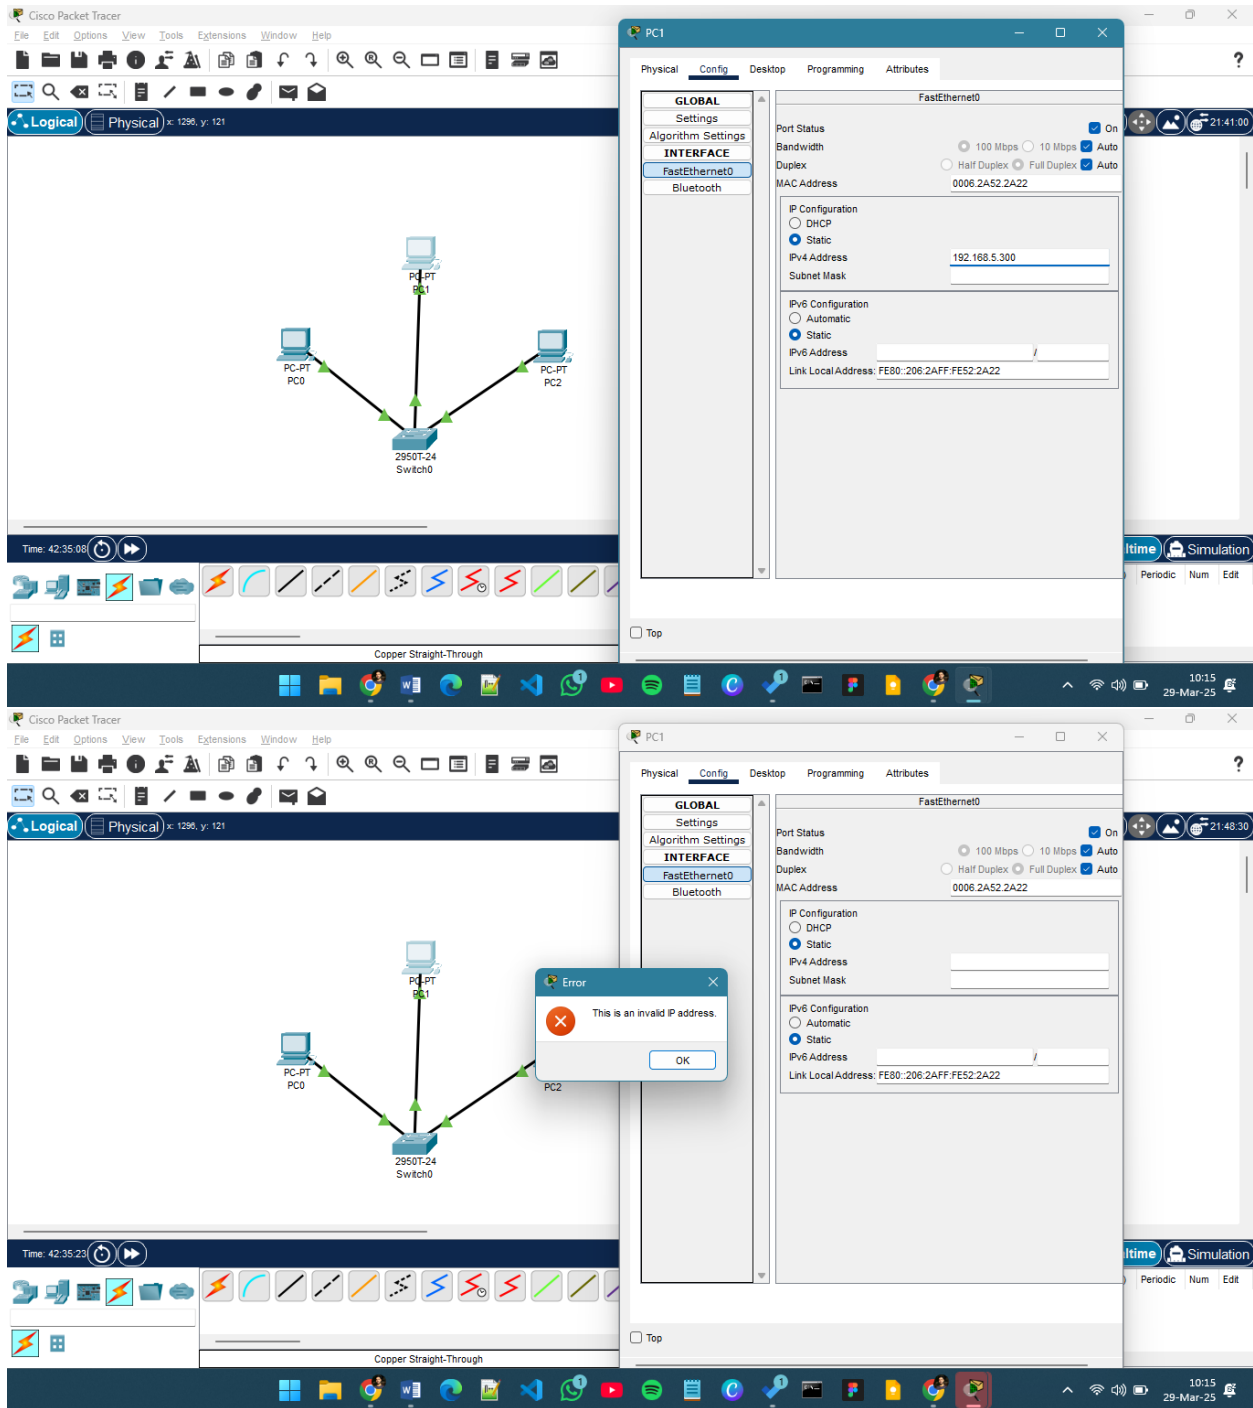 Cisco Packet Tracer
File Edit Options View Tools Extensions Window Help
?
Logical Physical x: 1296, y: 121
21:41:00
PC-PT
PC1
PC-PT
PC0
PC-PT
PC2
2950T-24
Switch0
Time: 42:35:08
ltime Simulation
Periodic Num Edit
Copper Straight-Through
PC1
Physical Config Desktop Programming Attributes
GLOBAL
Settings
Algorithm Settings
INTERFACE
FastEthernet0
Bluetooth
FastEthernet0
Port Status On
Bandwidth 100 Mbps 10 Mbps Auto
Duplex Half Duplex Full Duplex Auto
MAC Address 0006.2A52.2A22
IP Configuration
DHCP
Static
IPv4 Address 192.168.5.300
Subnet Mask
IPv6 Configuration
Automatic
Static
IPv6 Address /
Link Local Address: FE80::206:2AFF:FE52:2A22
Top
10:15
29-Mar-25
Cisco Packet Tracer
File Edit Options View Tools Extensions Window Help
?
Logical Physical x: 1296, y: 121
21:48:30
PC-PT
PC1
PC-PT
PC0
PC2
2950T-24
Switch0
Time: 42:35:23
ltime Simulation
Periodic Num Edit
Copper Straight-Through
PC1
Physical Config Desktop Programming Attributes
GLOBAL
Settings
Algorithm Settings
INTERFACE
FastEthernet0
Bluetooth
FastEthernet0
Port Status On
Bandwidth 100 Mbps 10 Mbps Auto
Duplex Half Duplex Full Duplex Auto
MAC Address 0006.2A52.2A22
IP Configuration
DHCP
Static
IPv4 Address
Subnet Mask
IPv6 Configuration
Automatic
Static
IPv6 Address /
Link Local Address: FE80::206:2AFF:FE52:2A22
Error
This is an invalid IP address.
OK
Top
10:15
29-Mar-25